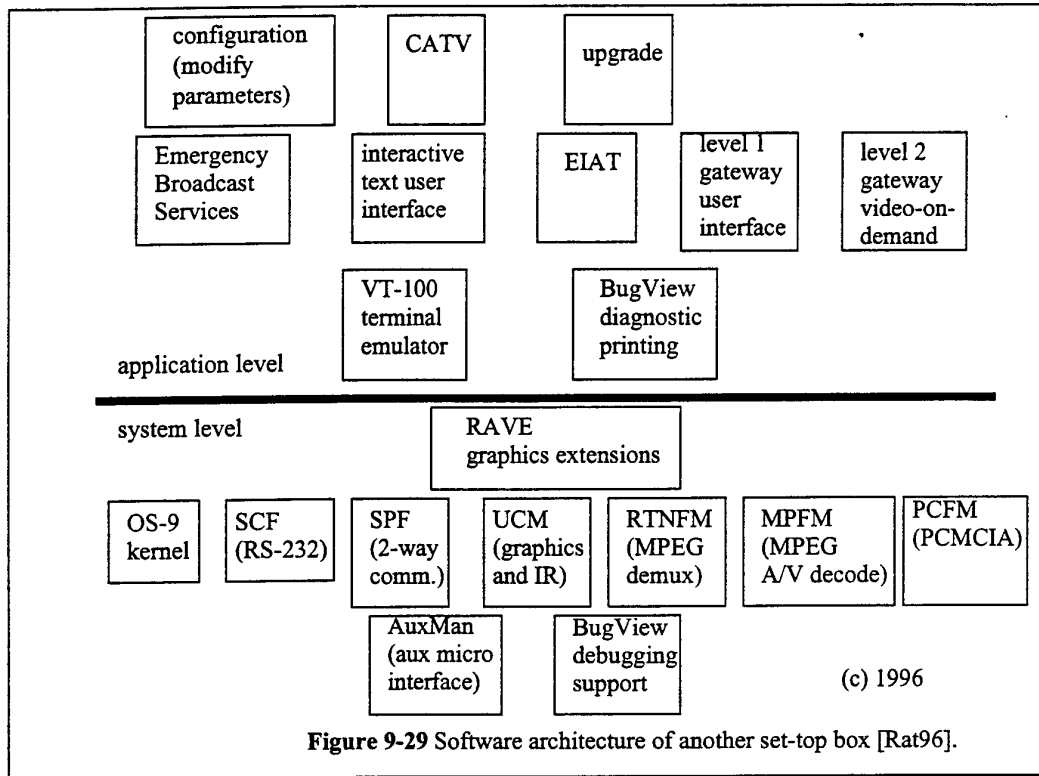 configuration
(modify
parameters)
CATV
upgrade
Emergency
Broadcast
Services
interactive
text user
interface
EIAT
level 1
gateway
user
interface
level 2
gateway
video-on-
demand
VT-100
terminal
emulator
BugView
diagnostic
printing
application level
system level
RAVE
graphics extensions
OS-9
kernel
SCF
(RS-232)
SPF
(2-way
comm.)
UCM
(graphics
and IR)
RTNFM
(MPEG
demux)
MPFM
(MPEG
A/V decode)
PCFM
(PCMCIA)
AuxMan
(aux micro
interface)
BugView
debugging
support
(c) 1996
Figure 9-29 Software architecture of another set-top box [Rat96].